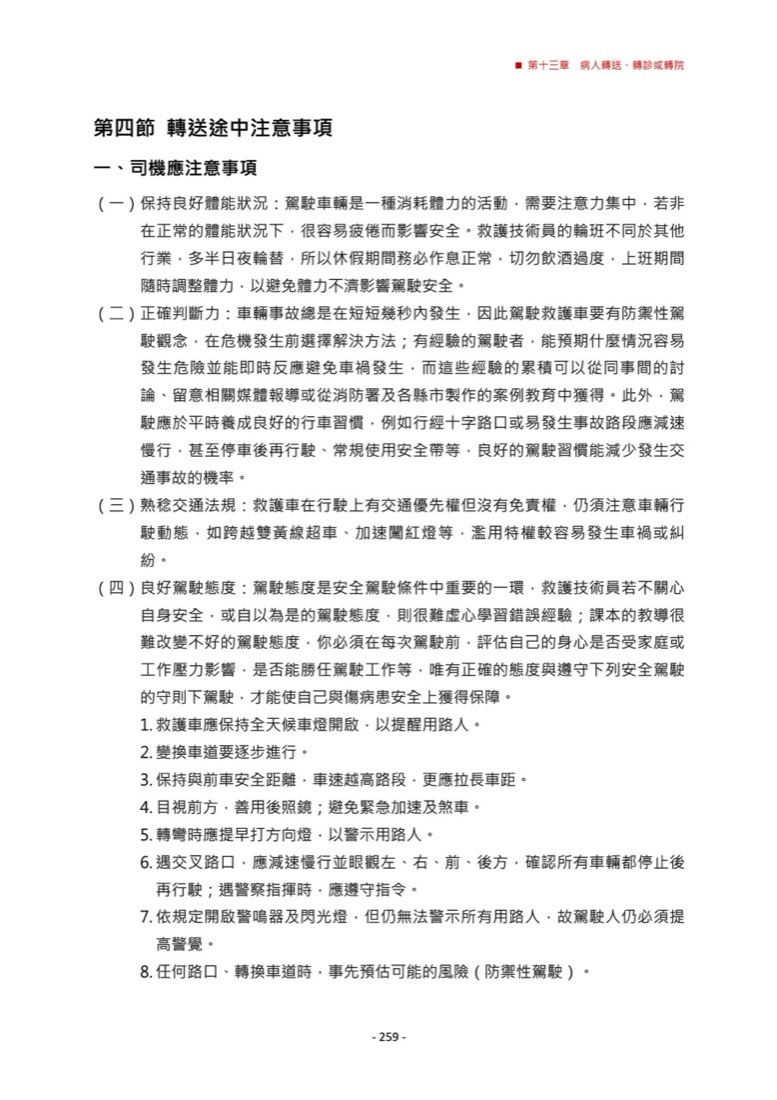 ■ 第十三章 病人轉送、轉診或轉院
第四節 轉送途中注意事項
一、司機應注意事項
（一）保持良好體能狀況：駕駛車輛是一種消耗體力的活動，需要注意力集中，若非
在正常的體能狀況下，很容易疲倦而影響安全。救護技術員的輪班不同於其他
行業，多半日夜輪替，所以休假期間務必作息正常，切勿飲酒過度，上班期間
隨時調整體力，以避免體力不濟影響駕駛安全。
（二）正確判斷力：車輛事故總是在短短幾秒內發生，因此駕駛救護車要有防禦性駕
駛觀念，在危機發生前選擇解決方法；有經驗的駕駛者，能預期什麼情況容易
發生危險並能即時反應避免車禍發生，而這些經驗的累積可以從同事間的討
論、留意相關媒體報導或從消防署及各縣市製作的案例教育中獲得。此外，駕
駛應於平時養成良好的行車習慣，例如行經十字路口或易發生事故路段應減速
慢行，甚至停車後再行駛、常規使用安全帶等，良好的駕駛習慣能減少發生交
通事故的機率。
（三）熟稔交通法規：救護車在行駛上有交通優先權但沒有免責權，仍須注意車輛行
駛動態，如跨越雙黃線超車、加速闖紅燈等，濫用特權較容易發生車禍或糾
紛。
（四）良好駕駛態度：駕駛態度是安全駕駛條件中重要的一環，救護技術員若不關心
自身安全，或自以為是的駕駛態度，則很難虛心學習錯誤經驗；課本的教導很
難改變不好的駕駛態度，你必須在每次駕駛前，評估自己的身心是否受家庭或
工作壓力影響，是否能勝任駕駛工作等，唯有正確的態度與遵守下列安全駕駛
的守則下駕駛，才能使自己與傷病患安全上獲得保障。
1. 救護車應保持全天候車燈開啟，以提醒用路人。
2. 變換車道要逐步進行。
3. 保持與前車安全距離，車速越高路段，更應拉長車距。
4. 目視前方，善用後照鏡；避免緊急加速及煞車。
5. 轉彎時應提早打方向燈，以警示用路人。
6. 遇交叉路口，應減速慢行並眼觀左、右、前、後方，確認所有車輛都停止後
再行駛；遇警察指揮時，應遵守指令。
7. 依規定開啟警鳴器及閃光燈，但仍無法警示所有用路人，故駕駛人仍必須提
高警覺。
8. 任何路口、轉換車道時，事先預估可能的風險（防禦性駕駛）。
- 259 -